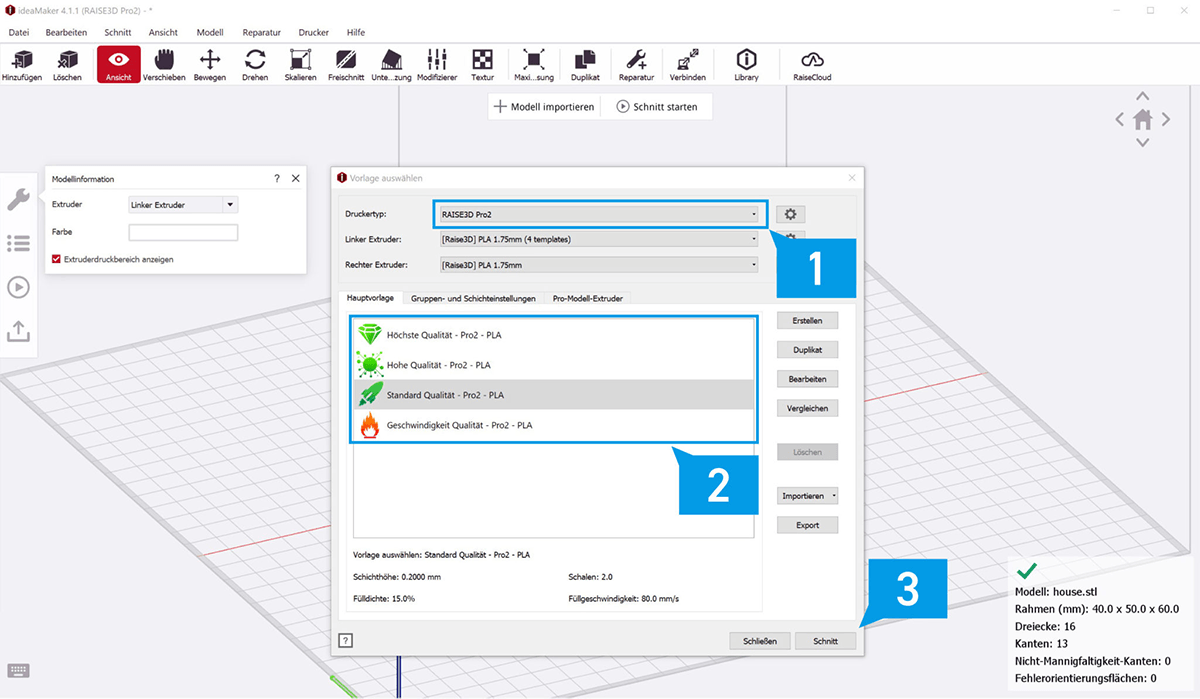 ideaMaker 4.1.1 (RAISE3D Pro2) - *
Datei Bearbeiten Schnitt Ansicht Modell Reparatur Drucker Hilfe
Hinzufügen Löschen Ansicht Verschieben Bewegen Drehen Skalieren Freischnitt Unte...zung Modifizierer Textur Maxi...sung Duplikat Reparatur Verbinden Library RaiseCloud
Modell importieren Schnitt starten
Modellinformation ? X
Extruder Linker Extruder
Farbe
Extruderdruckbereich anzeigen
Vorlage auswählen
Druckertyp: RAISE3D Pro2
Linker Extruder: [Raise3D] PLA 1.75mm (4 templates)
Rechter Extruder: [Raise3D] PLA 1.75mm
1
Hauptvorlage Gruppen- und Schichteinstellungen Pro-Modell-Extruder
Höchste Qualität - Pro2 - PLA
Hohe Qualität - Pro2 - PLA
Standard Qualität - Pro2 - PLA
Geschwindigkeit Qualität - Pro2 - PLA
2
Erstellen
Duplikat
Bearbeiten
Vergleichen
Löschen
Importieren
Export
Vorlage auswählen: Standard Qualität - Pro2 - PLA
Schichthöhe: 0.2000 mm Schalen: 2.0
Fülldichte: 15.0% Füllgeschwindigkeit: 80.0 mm/s
3
? Schließen Schnitt
Modell: house.stl
Rahmen (mm): 40.0 x 50.0 x 60.0
Dreiecke: 16
Kanten: 13
Nicht-Mannigfaltigkeit-Kanten: 0
Fehlerorientierungsflächen: 0